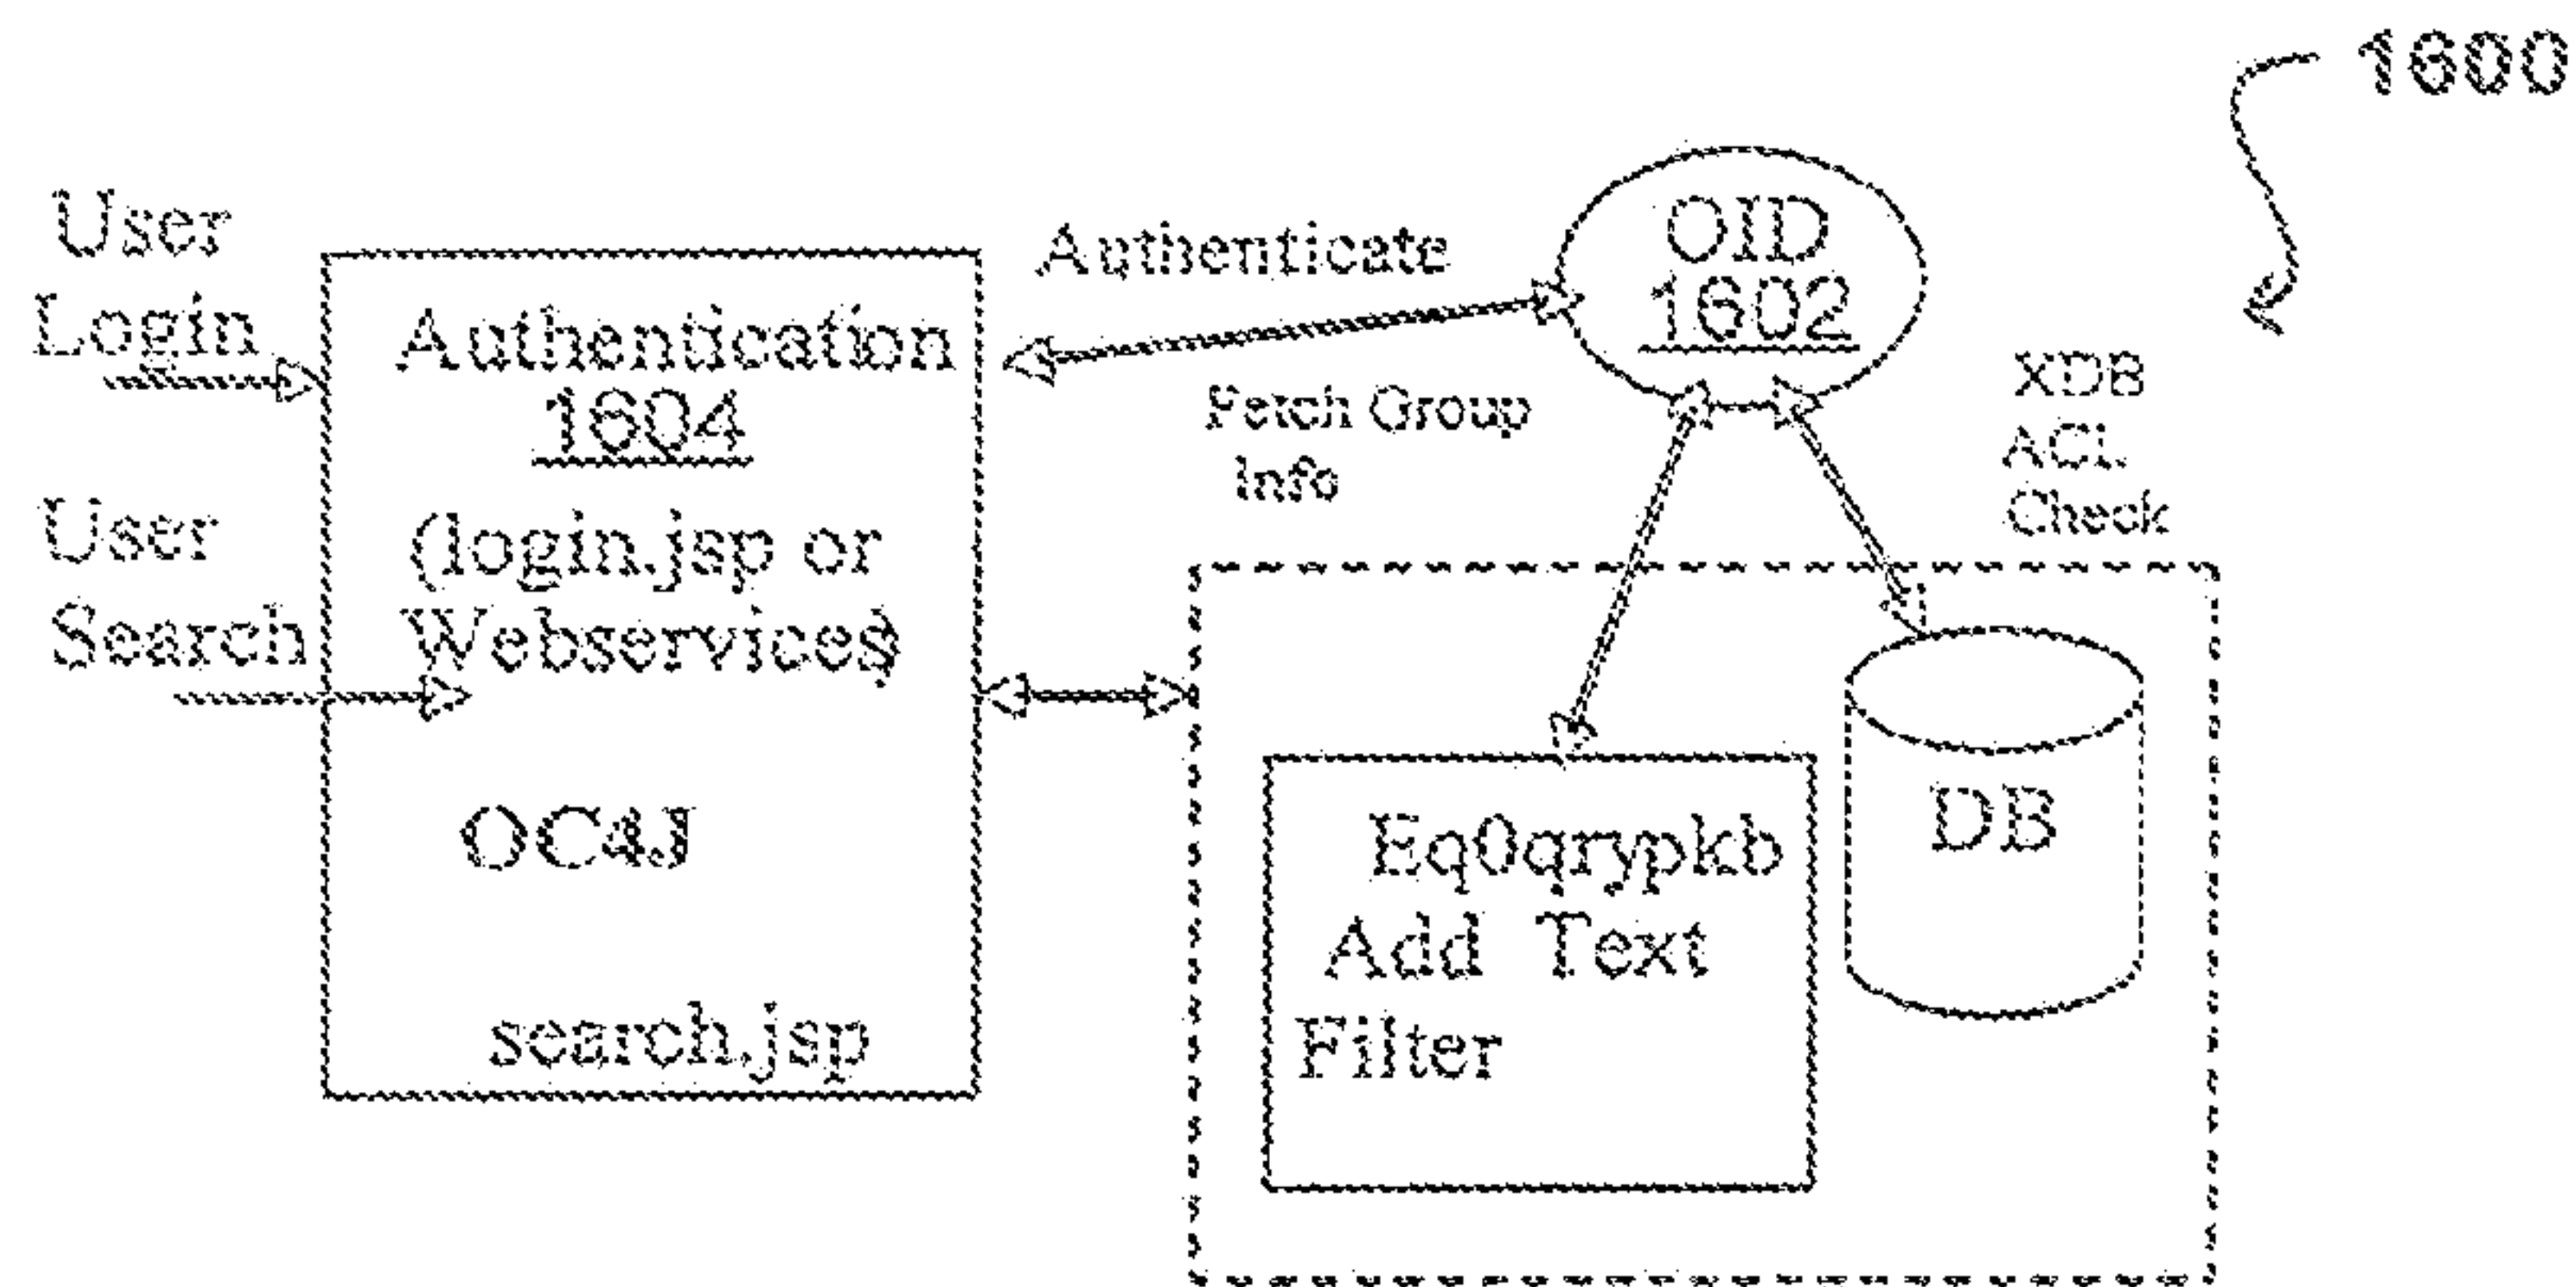 1600
User
Login
User
Search
Authentication
1604
(login.jsp or
Webservices)
OC4J
search.jsp
Authenticate
OID
1602
Fetch Group
Info
XDB
ACL
Check
Eq0qrypkb
Add Text
Filter
DB